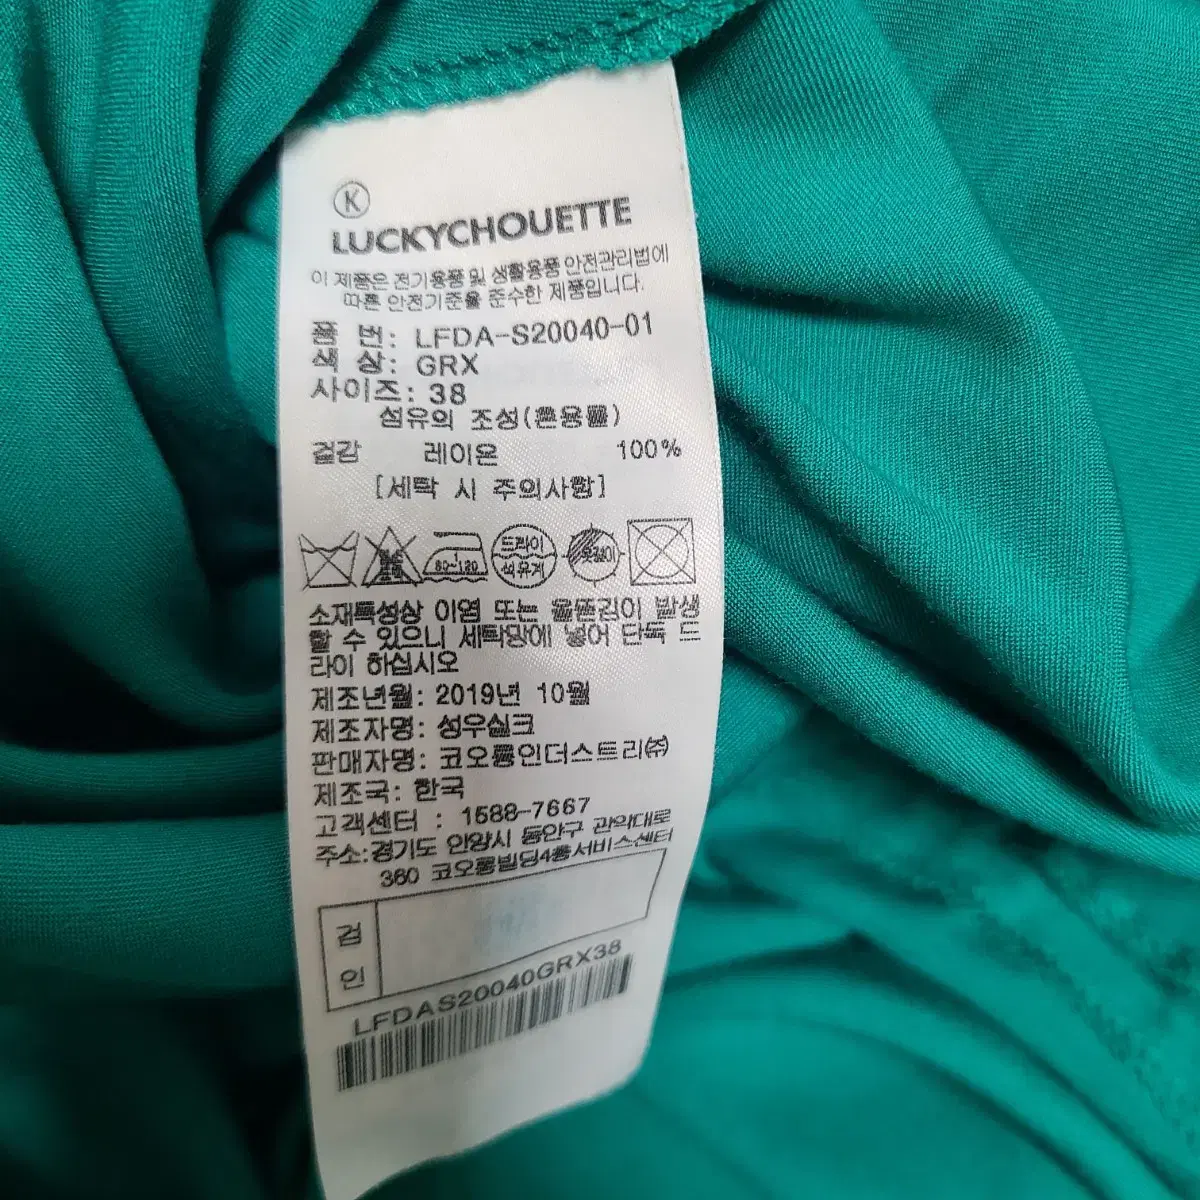 K
LUCKYCHOUETTE
이 제품은 전기용품 및 생활용품 안전관리법에
따른 안전기준을 준수한 제품입니다.
품 번: LFDA-S20040-01
색 상: GRX
사이즈: 38
섬유의 조성(혼용률)
겉감 레이온 100%
[세탁 시 주의사항]
80~120
드라이
석유계
옷걸이
소재특성상 이염 또는 올뜯김이 발생
할 수 있으니 세탁망에 넣어 단독 드
라이 하십시오
제조년월: 2019년 10월
제조자명: 성우실크
판매자명: 코오롱인더스트리㈜
제조국: 한국
고객센터 : 1588-7667
주소:경기도 안양시 동안구 관악대로
360 코오롱빌딩4층서비스센터
검
인
LFDAS20040GRX38